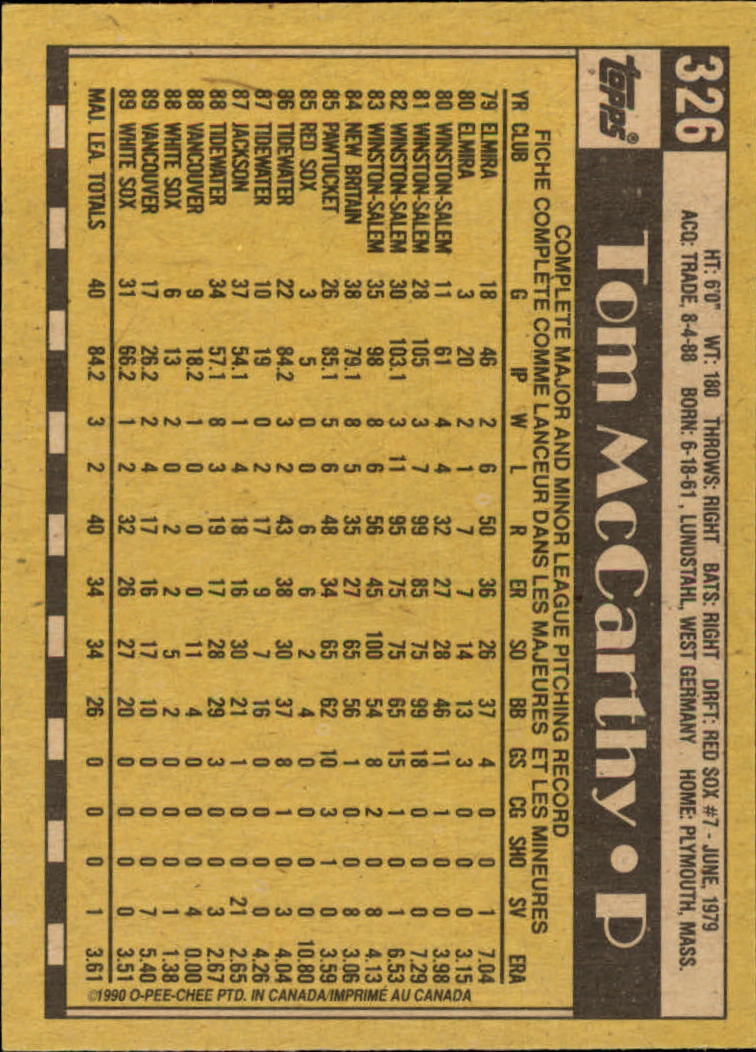 326
HT: 6'0" WT: 180 THROWS: RIGHT BATS: RIGHT DRFT: RED SOX #7 - JUNE, 1979
ACQ: TRADE, 8-4-88 BORN: 6-18-61, LUNDSTAHL, WEST GERMANY HOME: PLYMOUTH, MASS.
topps®
Tom McCarthy • P
COMPLETE MAJOR AND MINOR LEAGUE PITCHING RECORD
FICHE COMPLETE COMME LANCEUR DANS LES MAJEURES ET LES MINEURES
YR CLUB G IP W L R ER SO BB GS CG SHO SV ERA
79 ELMIRA 18 46 2 6 50 36 26 37 4 0 0 1 7.04
80 ELMIRA 3 20 2 1 7 7 14 13 3 0 0 0 3.15
80 WINSTON-SALEM 11 61 4 4 32 27 28 46 11 1 0 0 3.98
81 WINSTON-SALEM 28 105 3 7 99 85 75 99 18 0 0 0 7.29
82 WINSTON-SALEM 30 103.1 3 11 95 75 75 65 15 1 0 1 6.53
83 WINSTON-SALEM 35 98 8 6 56 45 100 54 8 2 0 8 4.13
84 NEW BRITAIN 38 79.1 8 5 35 27 65 56 1 0 0 8 3.06
85 PAWTUCKET 26 85.1 5 6 48 34 65 62 10 3 1 0 3.59
85 RED SOX 3 5 0 0 6 6 2 4 0 0 0 0 10.80
86 TIDEWATER 22 84.2 3 2 43 38 30 37 8 1 0 3 4.04
87 TIDEWATER 10 19 0 2 17 9 7 16 0 0 0 0 4.26
87 JACKSON 37 54.1 1 4 18 16 30 21 1 0 0 21 2.65
88 TIDEWATER 34 57.1 8 3 19 17 28 29 3 0 0 3 2.67
88 VANCOUVER 9 18.2 1 0 0 0 11 4 0 0 0 4 0.00
88 WHITE SOX 6 13 2 0 2 2 5 2 0 0 0 1 1.38
89 VANCOUVER 17 26.2 2 4 17 16 17 10 0 0 0 7 5.40
89 WHITE SOX 31 66.2 1 2 32 26 27 20 0 0 0 0 3.51
MAJ. LEA. TOTALS 40 84.2 3 2 40 34 34 26 0 0 0 1 3.61
©1990 O-PEE-CHEE PTD. IN CANADA/IMPRIMÉ AU CANADA